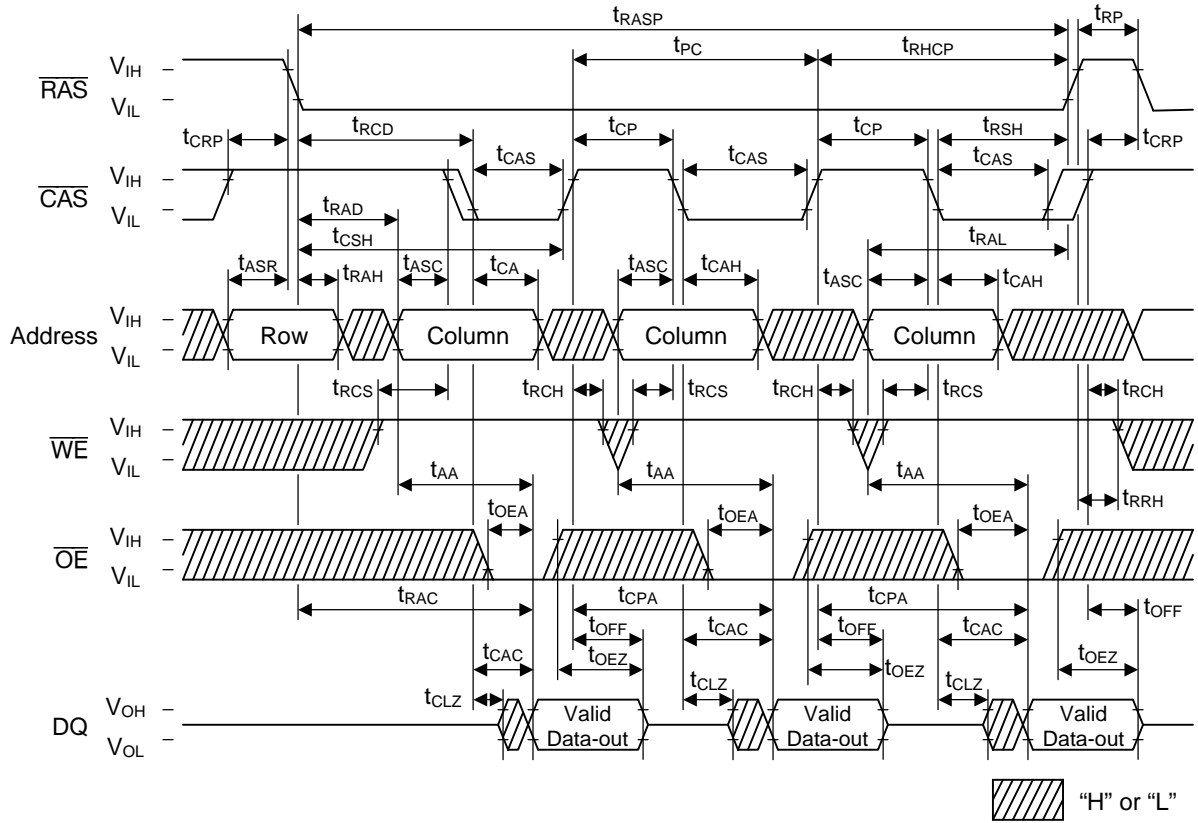 tRASP tRP
tPC tRHCP
RAS VIH
VIL
tCRP tRCD tCP tCP tRSH tCRP
tCAS tCAS tCAS
CAS VIH
VIL
tRAD
tCSH tRAL
tASR tRAH tASC tCA tASC tCAH tASC tCAH
Address VIH
VIL
Row Column Column Column
tRCS tRCH tRCS tRCH tRCS tRCH
WE VIH
VIL
tAA tAA tAA tRRH
tOEA tOEA tOEA
OE VIH
VIL
tRAC tCPA tCPA
tCAC tOFF tCAC tOFF tCAC tOFF
tOEZ tOEZ tOEZ
tCLZ tCLZ tCLZ
DQ VOH
VOL
Valid Data-out Valid Data-out Valid Data-out
“H” or “L”